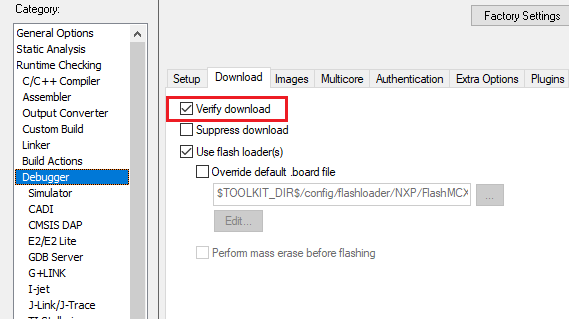 Category:
Factory Settings
General Options
Static Analysis
Runtime Checking
C/C++ Compiler
Assembler
Output Converter
Custom Build
Linker
Build Actions
Debugger
Simulator
CADI
CMSIS DAP
E2/E2 Lite
GDB Server
G+LINK
I-jet
J-Link/J-Trace
Setup Download Images Multicore Authentication Extra Options Plugins
Verify download
Suppress download
Use flash loader(s)
Override default .board file
$TOOLKIT_DIR$/config/flashloader/NXP/FlashMCX
...
Edit...
Perform mass erase before flashing